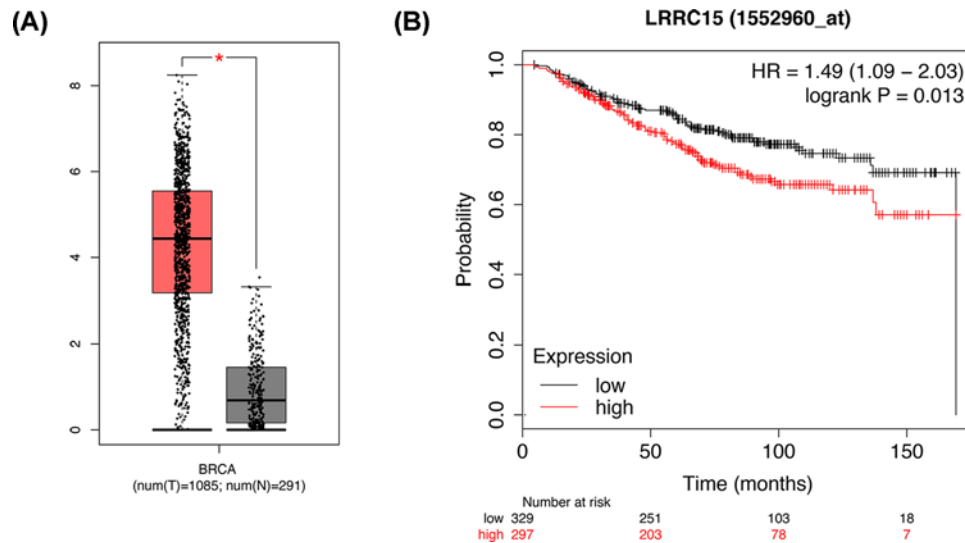 (A)
*
8
6
4
2
0
BRCA
(num(T)=1085; num(N)=291)
(B)
LRRC15 (1552960_at)
HR = 1.49 (1.09 − 2.03)
logrank P = 0.013
Probability
1.0
0.8
0.6
0.4
0.2
0.0
Expression
low
high
0 50 100 150
Time (months)
Number at risk
low 329 251 103 18
high 297 203 78 7